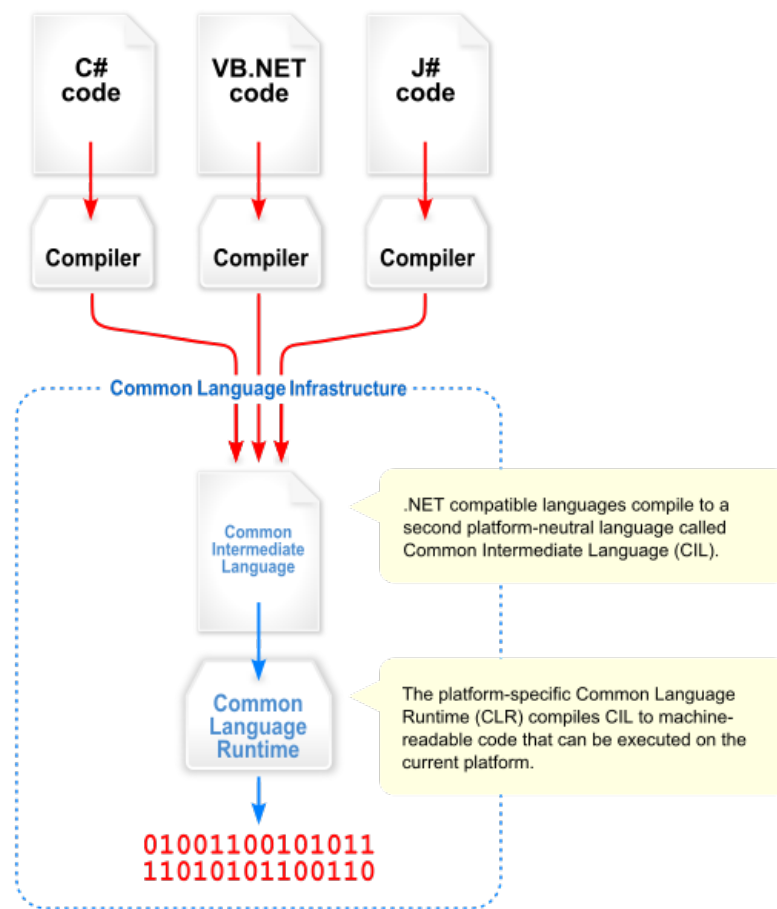 C#
code
VB.NET
code
J#
code
Compiler
Compiler
Compiler
Common Language Infrastructure
Common
Intermediate
Language
.NET compatible languages compile to a
second platform-neutral language called
Common Intermediate Language (CIL).
Common
Language
Runtime
The platform-specific Common Language
Runtime (CLR) compiles CIL to machine-
readable code that can be executed on the
current platform.
01001100101011
11010101100110